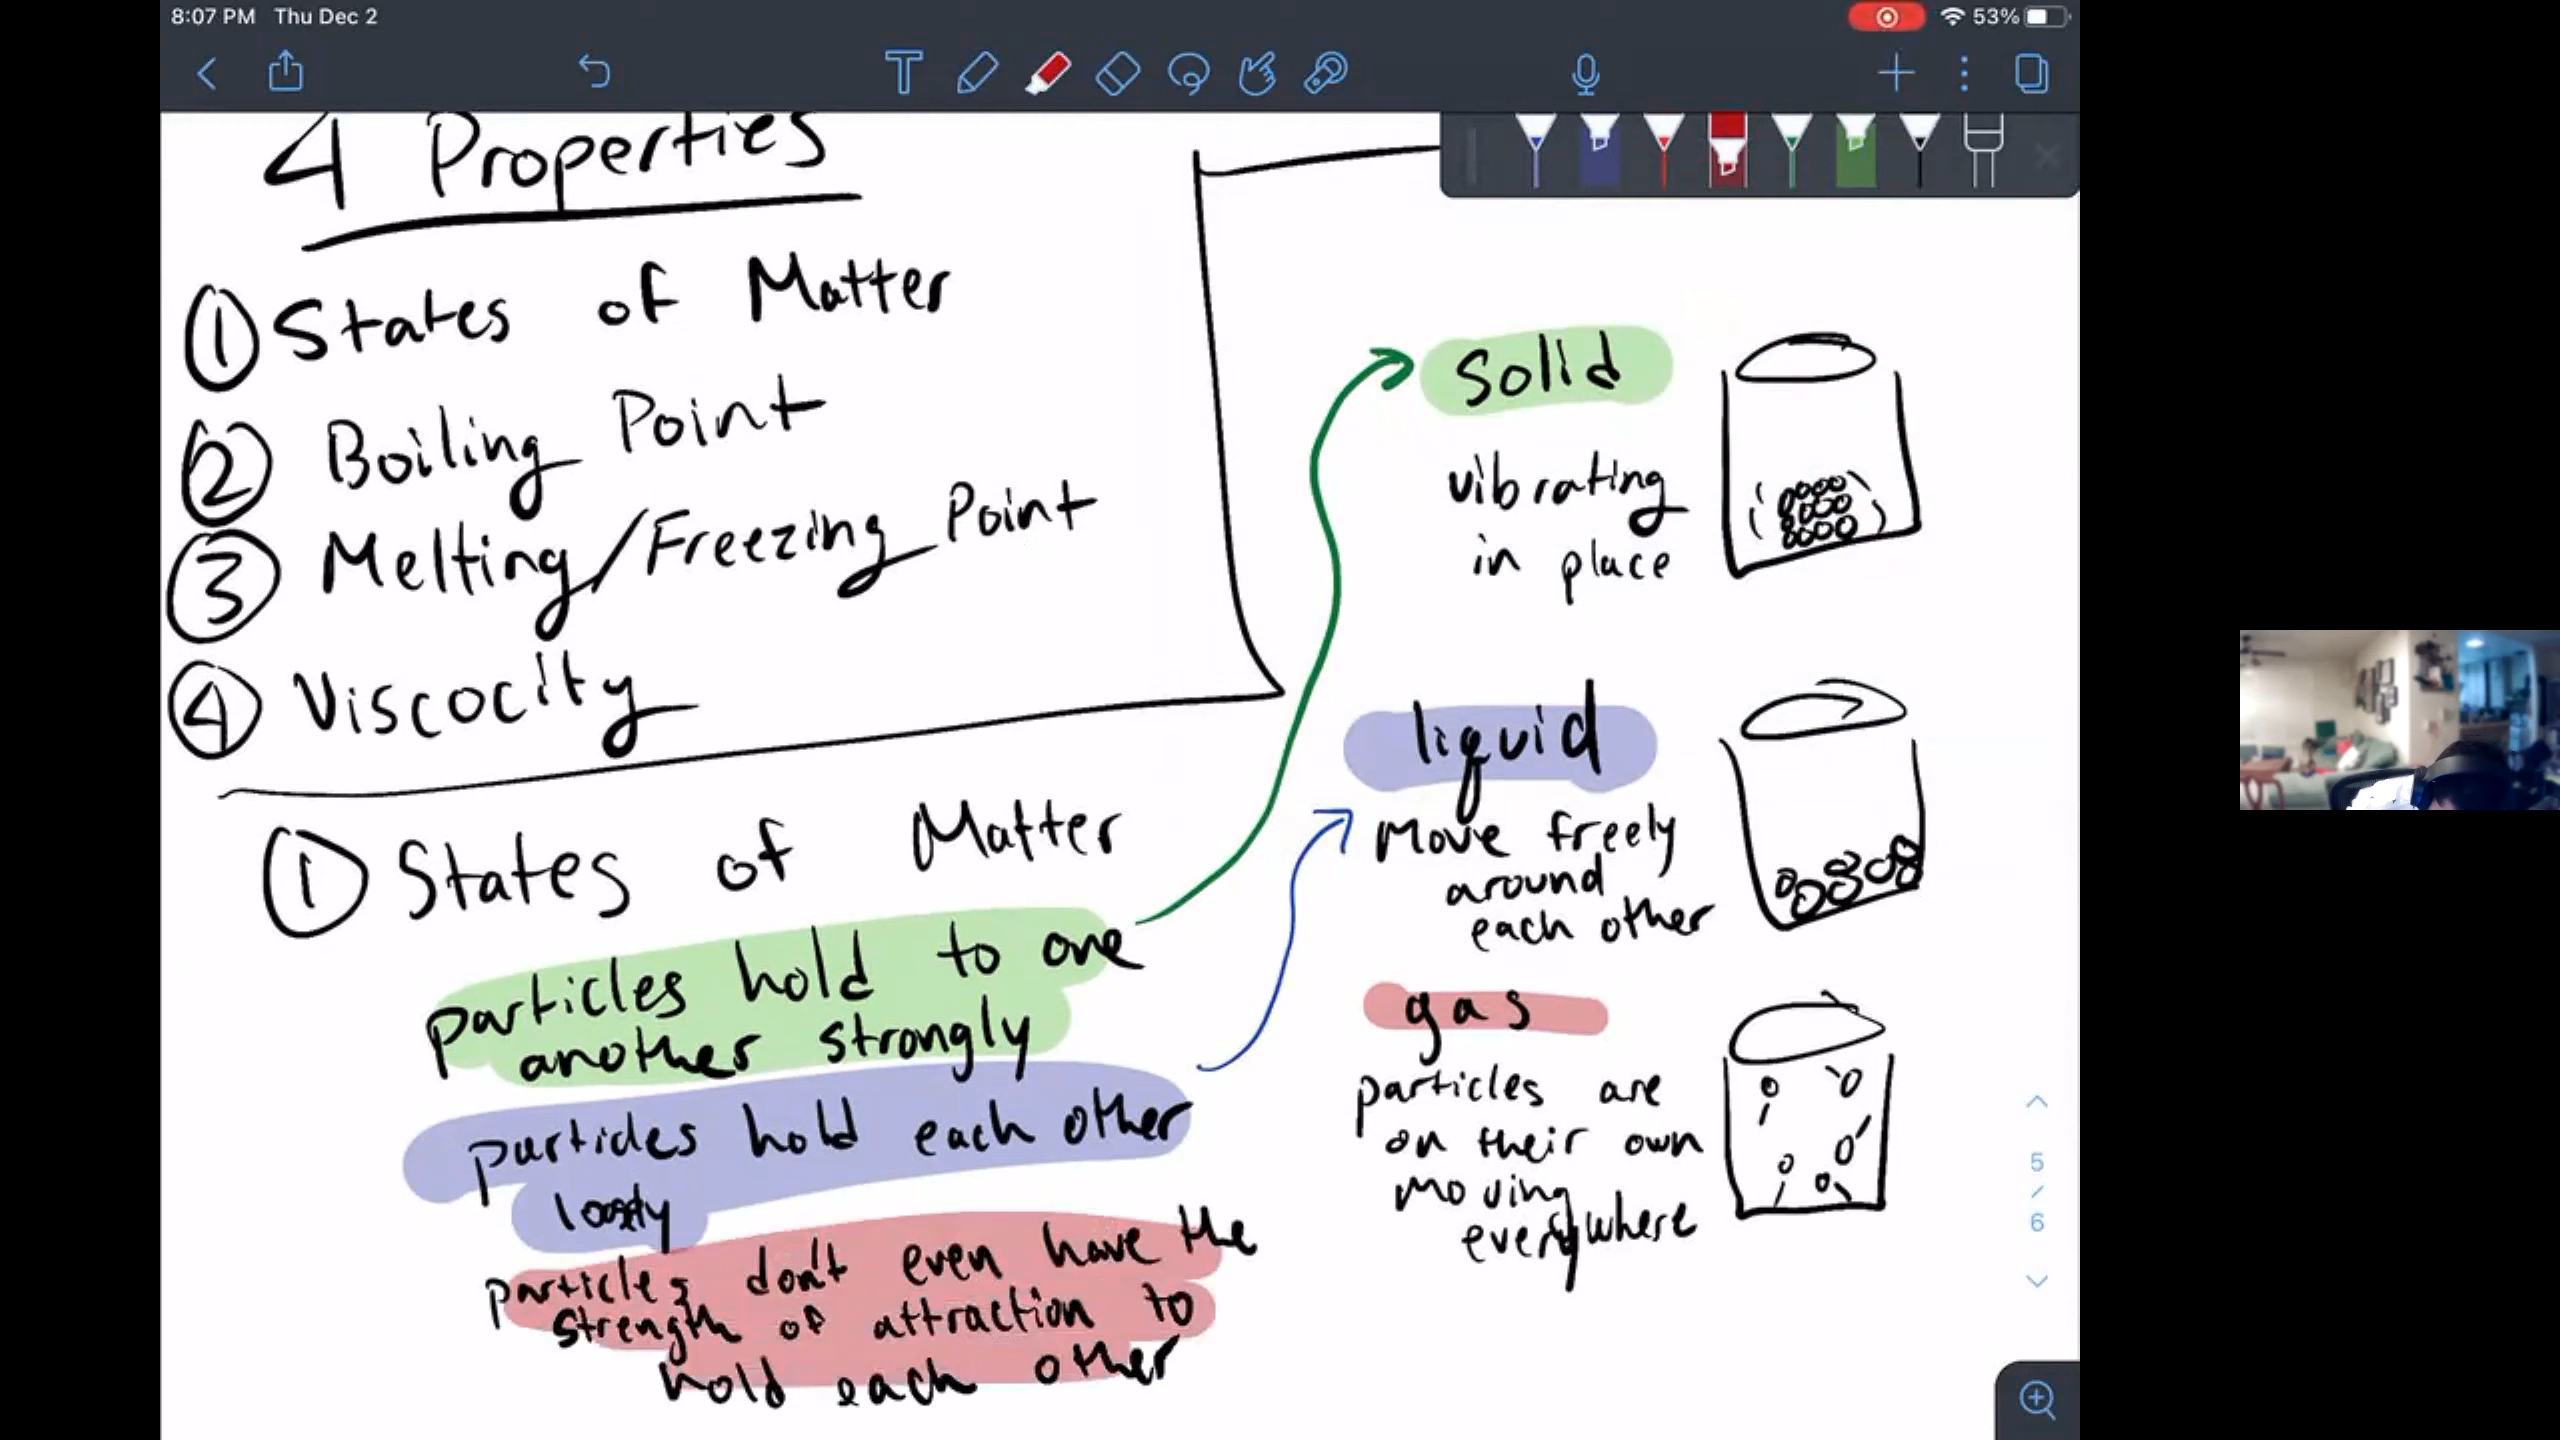 8:07 PM Thu Dec 2
53%
4 Properties
1 States of Matter
2 Boiling Point
3 Melting/Freezing Point
4 Viscocity
1 States of Matter
particles hold to one
another strongly
particles hold each other
loosly
particles don't even have the
strength of attraction to
hold each other
solid
vibrating
in place
liquid
move freely
around
each other
gas
particles are
on their own
moving
everywhere
5
/
6